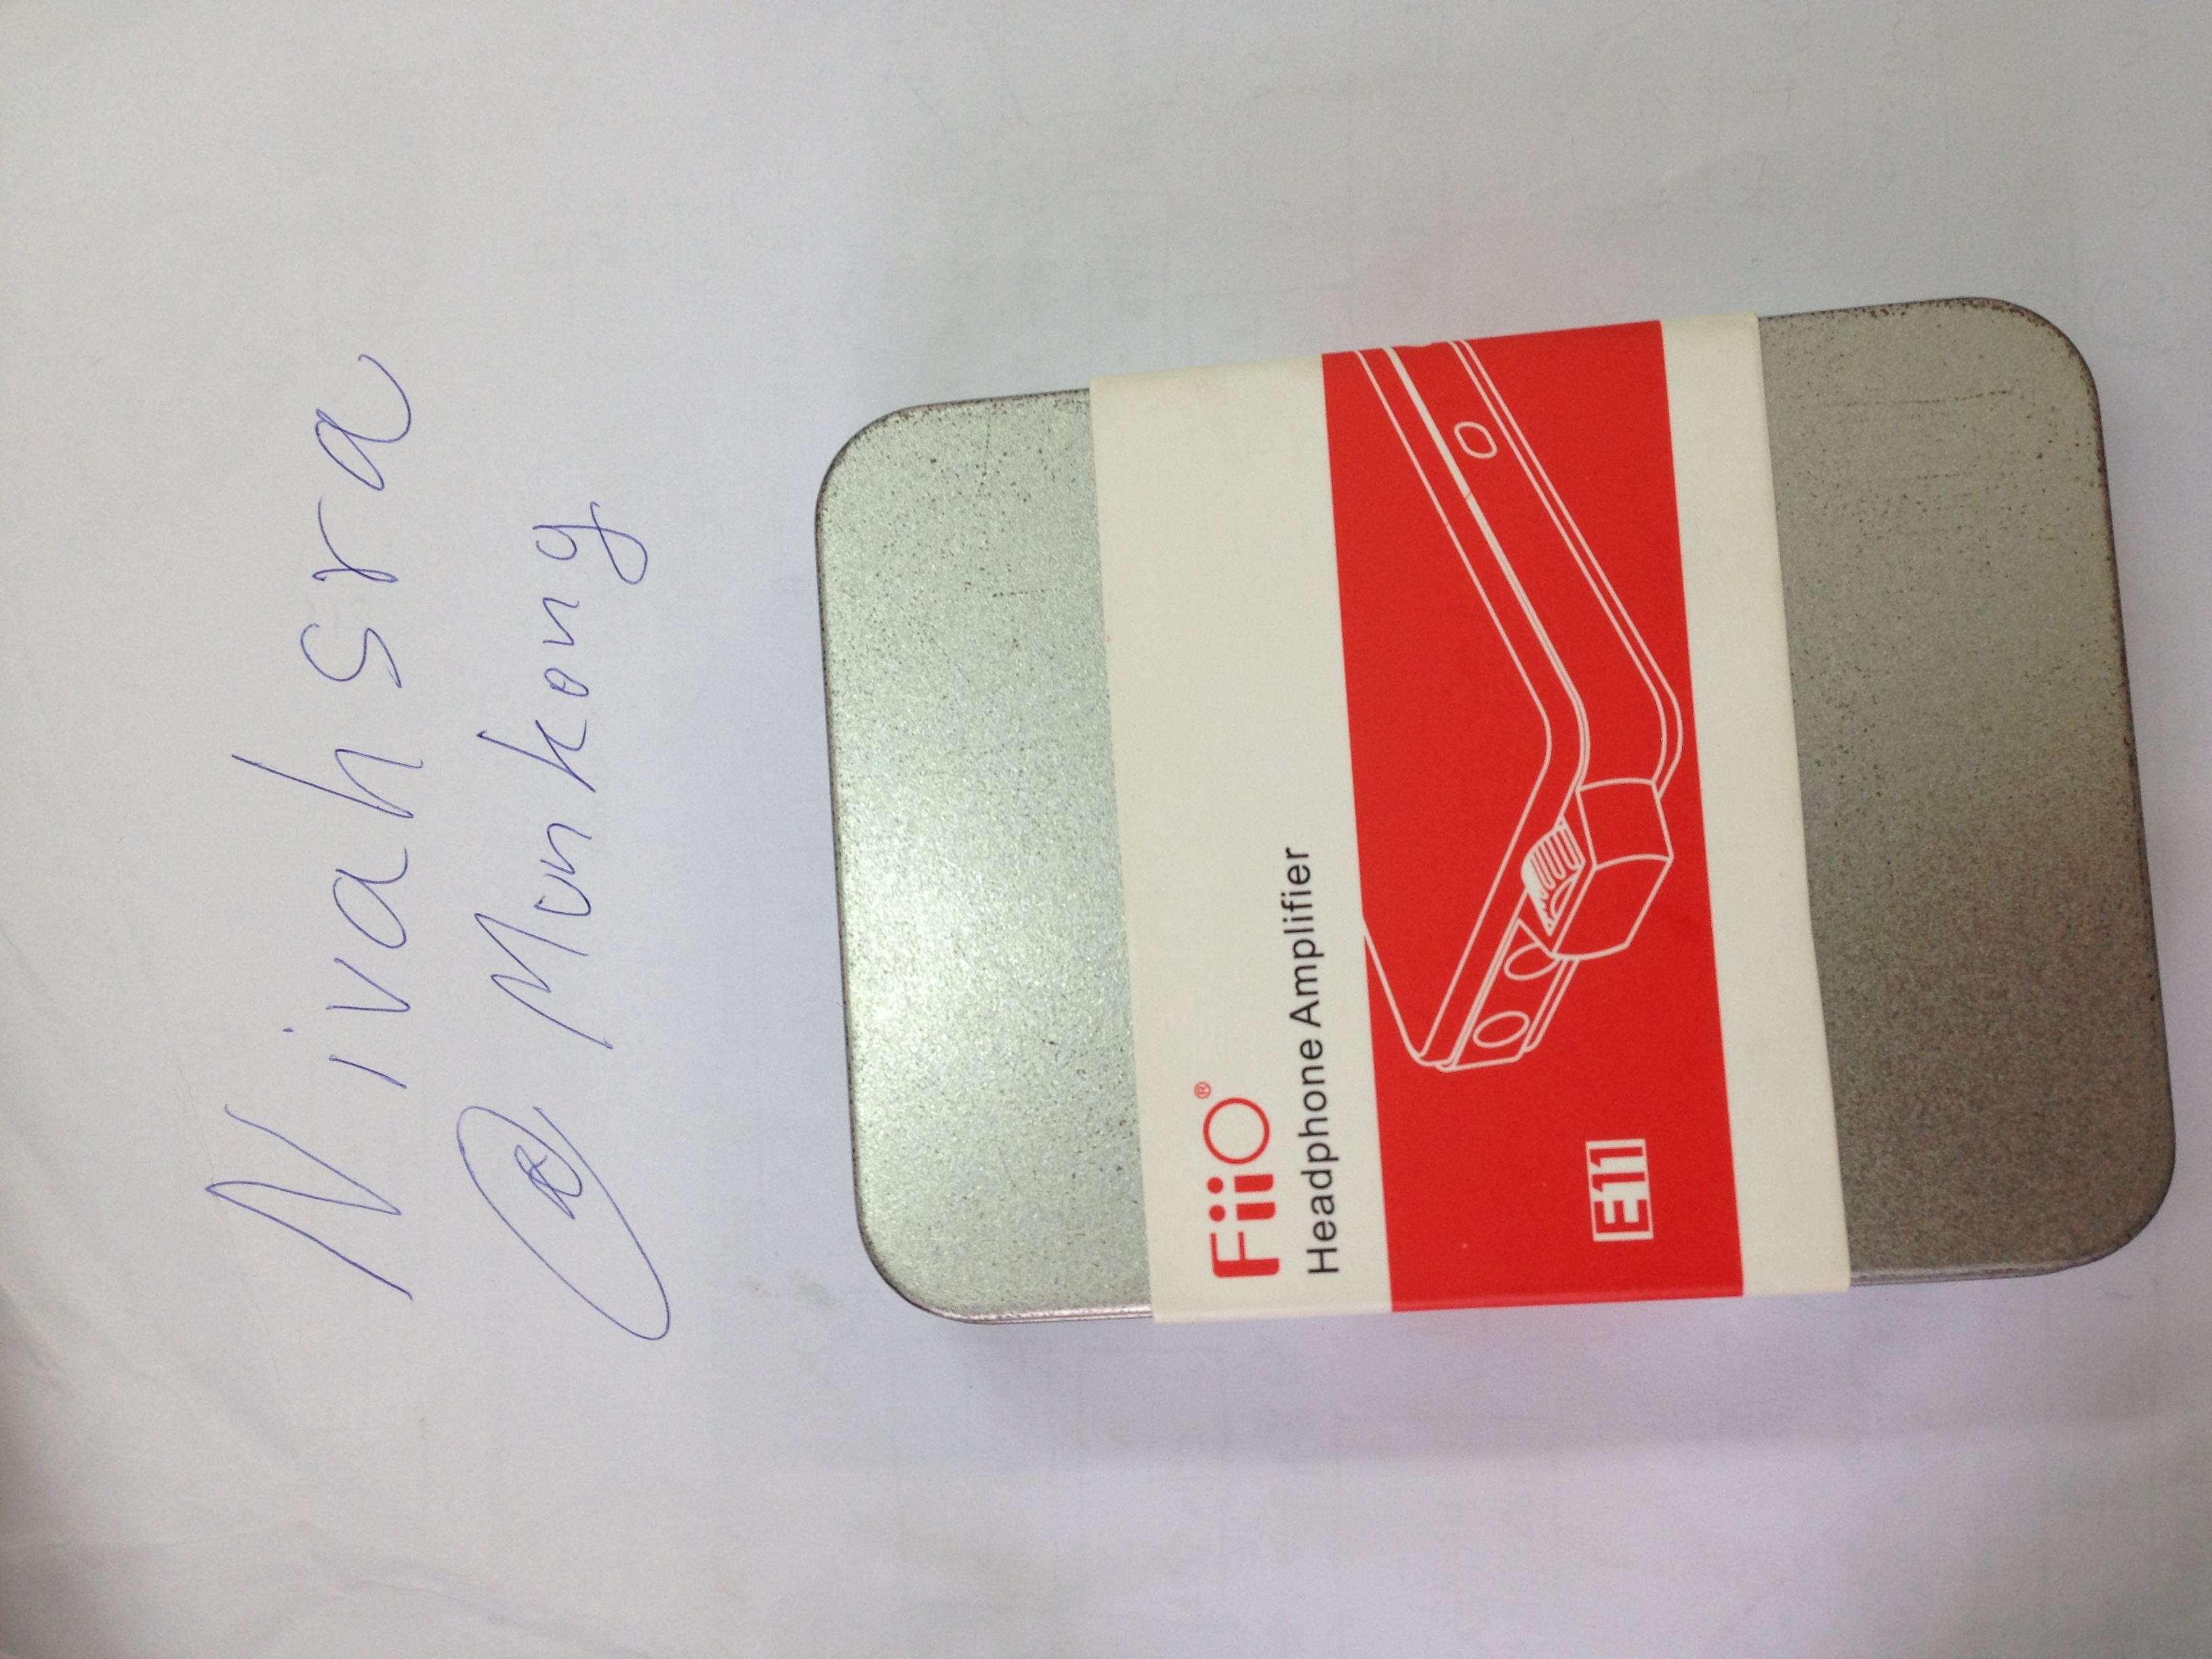 Nivahsra
@ Munkong
FiiO®
Headphone Amplifier
E11